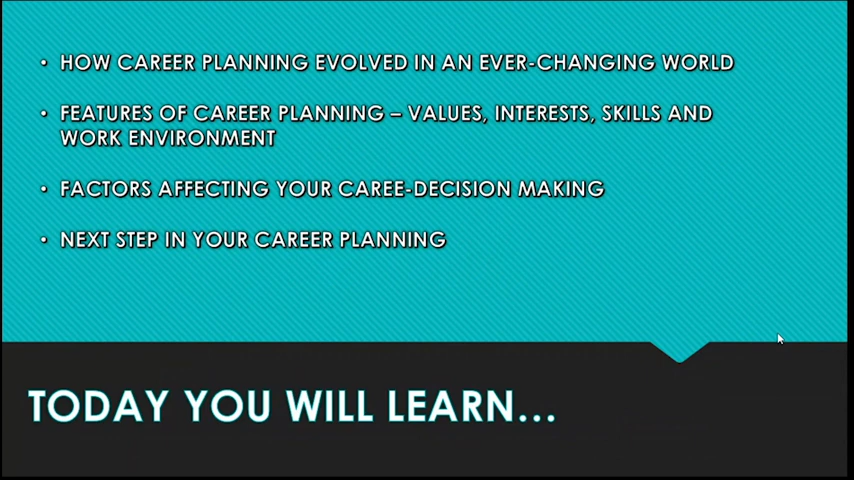 • HOW CAREER PLANNING EVOLVED IN AN EVER-CHANGING WORLD
• FEATURES OF CAREER PLANNING – VALUES, INTERESTS, SKILLS AND
WORK ENVIRONMENT
• FACTORS AFFECTING YOUR CAREE-DECISION MAKING
• NEXT STEP IN YOUR CAREER PLANNING
TODAY YOU WILL LEARN...